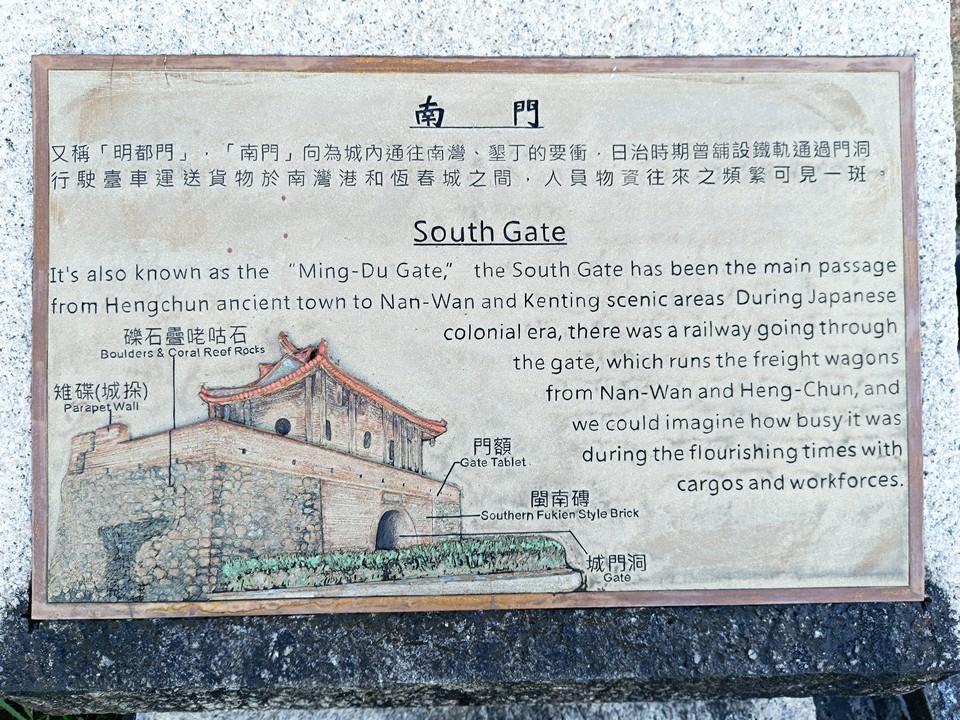 南 門
又稱「明都門」，「南門」向為城內通往南灣、墾丁的要衝．日治時期曾舖設鐵軌通過門洞
行駛臺車運送貨物於南灣港和恆春城之間，人員物資往來之頻繁可見一斑。
South Gate
It's also known as the “Ming-Du Gate,” the South Gate has been the main passage
from Hengchun ancient town to Nan-Wan and Kenting scenic areas During Japanese
colonial era, there was a railway going through
the gate, which runs the freight wagons
from Nan-Wan and Heng-Chun, and
we could imagine how busy it was
during the flourishing times with
cargos and workforces.
礫石疊咾咕石
Boulders & Coral Reef Rocks
雉碟(城採)
Parapet Wall
門額
Gate Tablet
閩南磚
Southern Fukien Style Brick
城門洞
Gate